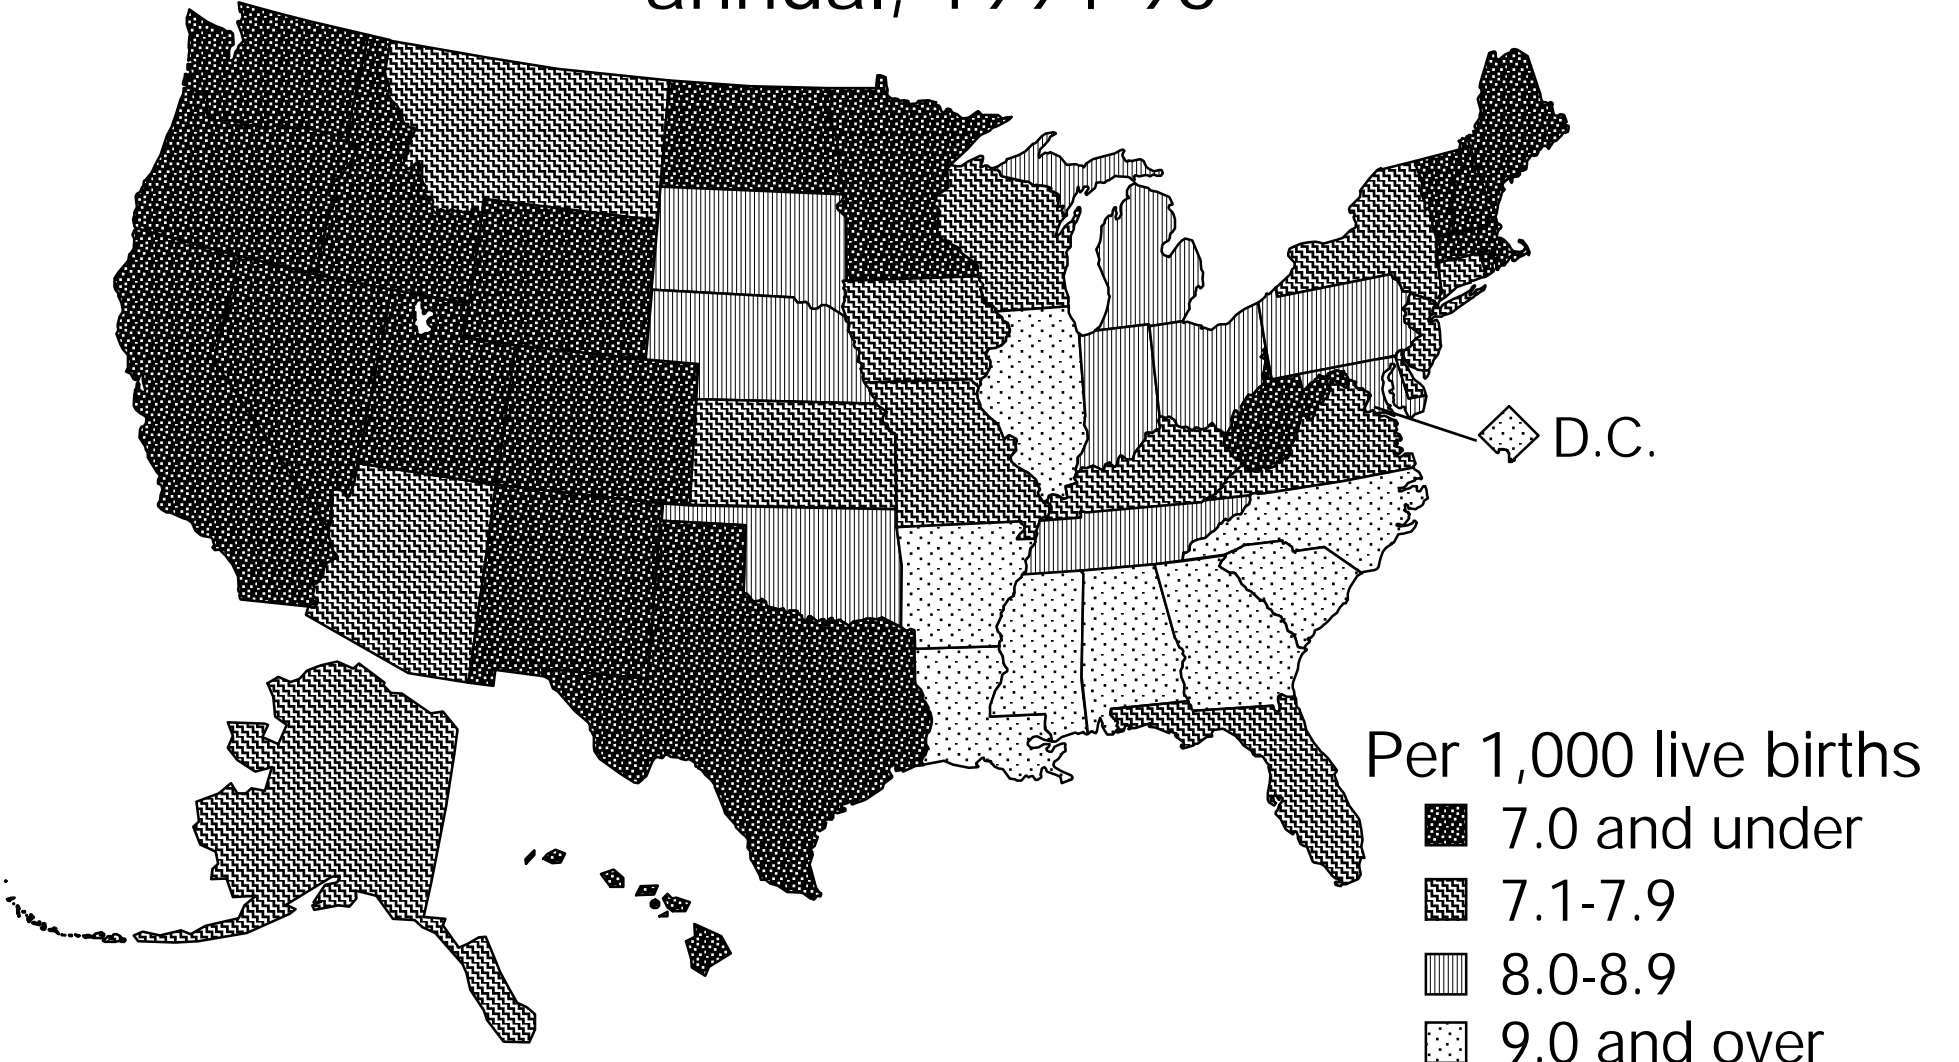 D.C.
Per 1,000 live births
7.0 and under
7.1-7.9
8.0-8.9
9.0 and over